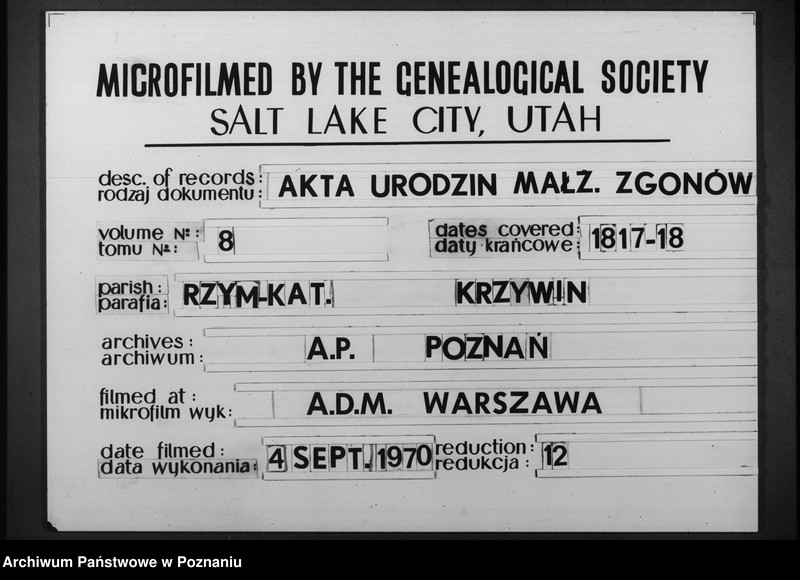 MICROFILMED BY THE GENEALOGICAL SOCIETY
SALT LAKE CITY, UTAH
desc. of records:
rodzaj dokumentu: AKTA URODZIN MAŁŻ. ZGONÓW
volume №:
tomu №: 8
dates covered:
daty krańcowe: 1817-18
parish:
parafia: RZYM-KAT. KRZYWIN
archives:
archiwum: A.P. POZNAŃ
filmed at:
mikrofilm wyk: A.D.M. WARSZAWA
date filmed:
data wykonania: 4 SEPT. 1970
reduction:
redukcja: 12
Archiwum Państwowe w Poznaniu